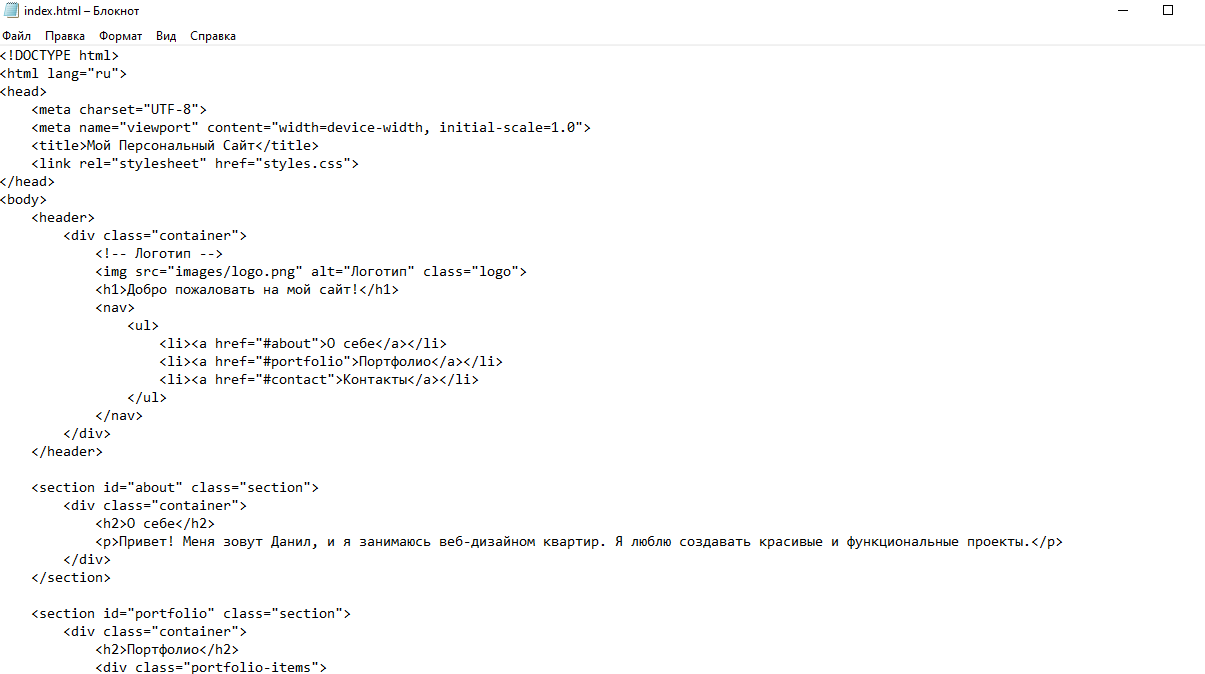 index.html – Блокнот
Файл Правка Формат Вид Справка
<!DOCTYPE html>
<html lang="ru">
<head>
    <meta charset="UTF-8">
    <meta name="viewport" content="width=device-width, initial-scale=1.0">
    <title>Мой Персональный Сайт</title>
    <link rel="stylesheet" href="styles.css">
</head>
<body>
    <header>
        <div class="container">
            <!-- Логотип -->
            <img src="images/logo.png" alt="Логотип" class="logo">
            <h1>Добро пожаловать на мой сайт!</h1>
            <nav>
                <ul>
                    <li><a href="#about">О себе</a></li>
                    <li><a href="#portfolio">Портфолио</a></li>
                    <li><a href="#contact">Контакты</a></li>
                </ul>
            </nav>
        </div>
    </header>

    <section id="about" class="section">
        <div class="container">
            <h2>О себе</h2>
            <p>Привет! Меня зовут Данил, и я занимаюсь веб-дизайном квартир. Я люблю создавать красивые и функциональные проекты.</p>
        </div>
    </section>

    <section id="portfolio" class="section">
        <div class="container">
            <h2>Портфолио</h2>
            <div class="portfolio-items">